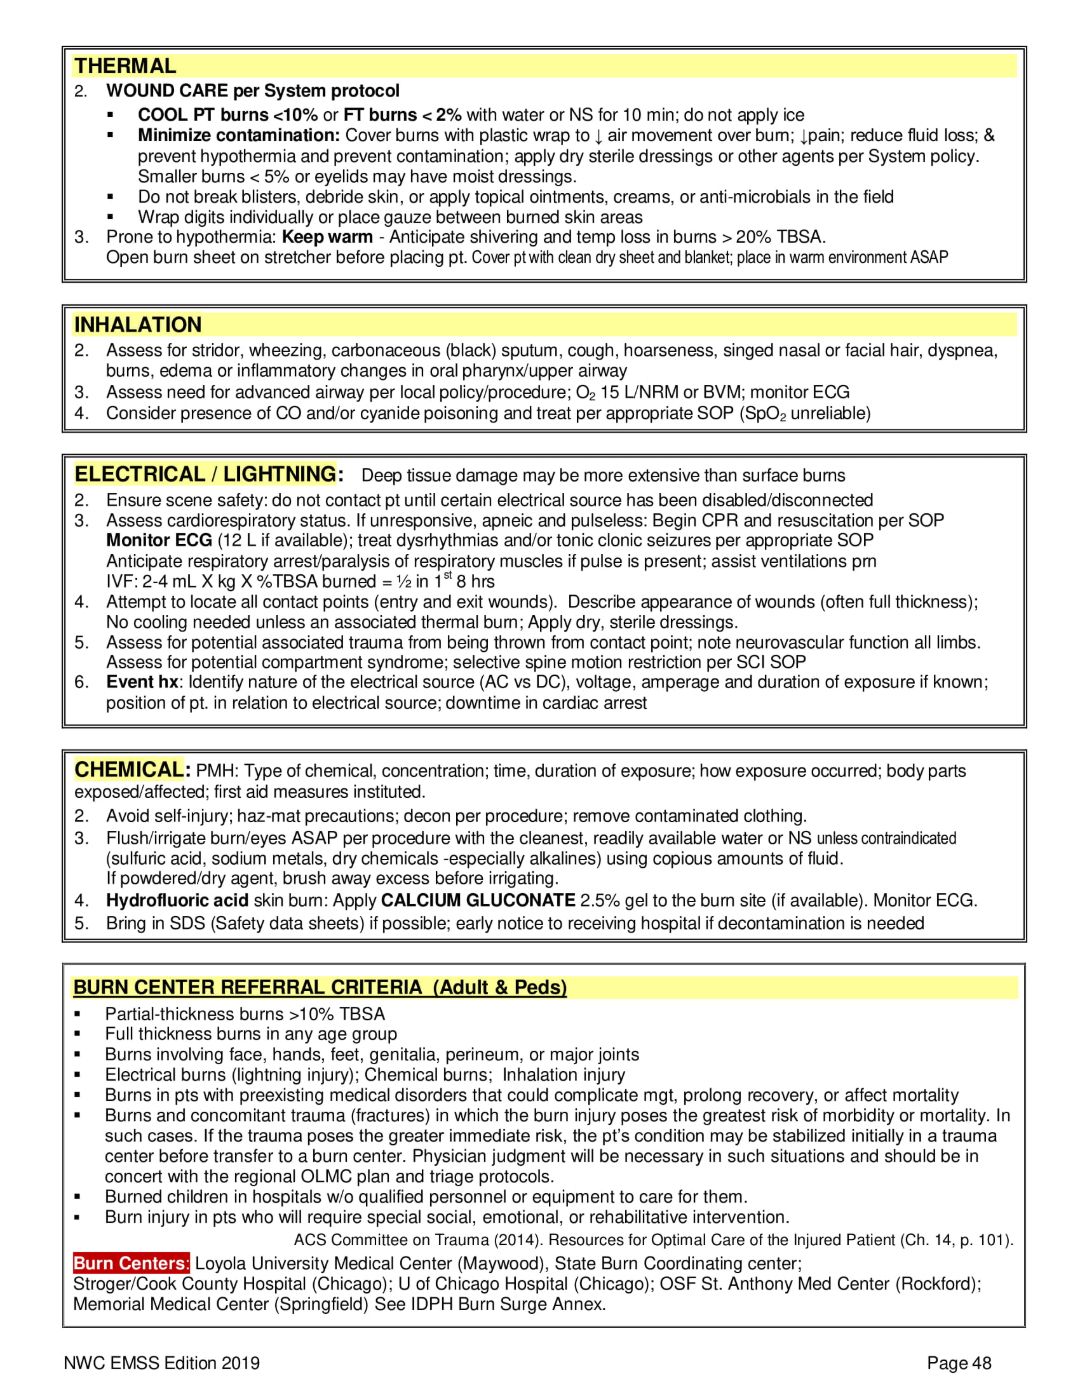 THERMAL
2. WOUND CARE per System protocol
▪ COOL PT burns <10% or FT burns < 2% with water or NS for 10 min; do not apply ice
▪ Minimize contamination: Cover burns with plastic wrap to ↓ air movement over burn; ↓pain; reduce fluid loss; &
prevent hypothermia and prevent contamination; apply dry sterile dressings or other agents per System policy.
Smaller burns < 5% or eyelids may have moist dressings.
▪ Do not break blisters, debride skin, or apply topical ointments, creams, or anti-microbials in the field
▪ Wrap digits individually or place gauze between burned skin areas
3. Prone to hypothermia: Keep warm - Anticipate shivering and temp loss in burns > 20% TBSA.
Open burn sheet on stretcher before placing pt. Cover pt with clean dry sheet and blanket; place in warm environment ASAP
INHALATION
2. Assess for stridor, wheezing, carbonaceous (black) sputum, cough, hoarseness, singed nasal or facial hair, dyspnea,
burns, edema or inflammatory changes in oral pharynx/upper airway
3. Assess need for advanced airway per local policy/procedure; O₂ 15 L/NRM or BVM; monitor ECG
4. Consider presence of CO and/or cyanide poisoning and treat per appropriate SOP (SpO₂ unreliable)
ELECTRICAL / LIGHTNING: Deep tissue damage may be more extensive than surface burns
2. Ensure scene safety: do not contact pt until certain electrical source has been disabled/disconnected
3. Assess cardiorespiratory status. If unresponsive, apneic and pulseless: Begin CPR and resuscitation per SOP
Monitor ECG (12 L if available); treat dysrhythmias and/or tonic clonic seizures per appropriate SOP
Anticipate respiratory arrest/paralysis of respiratory muscles if pulse is present; assist ventilations prn
IVF: 2-4 mL X kg X %TBSA burned = ½ in 1st 8 hrs
4. Attempt to locate all contact points (entry and exit wounds). Describe appearance of wounds (often full thickness);
No cooling needed unless an associated thermal burn; Apply dry, sterile dressings.
5. Assess for potential associated trauma from being thrown from contact point; note neurovascular function all limbs.
Assess for potential compartment syndrome; selective spine motion restriction per SCI SOP
6. Event hx: Identify nature of the electrical source (AC vs DC), voltage, amperage and duration of exposure if known;
position of pt. in relation to electrical source; downtime in cardiac arrest
CHEMICAL: PMH: Type of chemical, concentration; time, duration of exposure; how exposure occurred; body parts
exposed/affected; first aid measures instituted.
2. Avoid self-injury; haz-mat precautions; decon per procedure; remove contaminated clothing.
3. Flush/irrigate burn/eyes ASAP per procedure with the cleanest, readily available water or NS unless contraindicated
(sulfuric acid, sodium metals, dry chemicals -especially alkalines) using copious amounts of fluid.
If powdered/dry agent, brush away excess before irrigating.
4. Hydrofluoric acid skin burn: Apply CALCIUM GLUCONATE 2.5% gel to the burn site (if available). Monitor ECG.
5. Bring in SDS (Safety data sheets) if possible; early notice to receiving hospital if decontamination is needed
BURN CENTER REFERRAL CRITERIA (Adult & Peds)
▪ Partial-thickness burns >10% TBSA
▪ Full thickness burns in any age group
▪ Burns involving face, hands, feet, genitalia, perineum, or major joints
▪ Electrical burns (lightning injury); Chemical burns; Inhalation injury
▪ Burns in pts with preexisting medical disorders that could complicate mgt, prolong recovery, or affect mortality
▪ Burns and concomitant trauma (fractures) in which the burn injury poses the greatest risk of morbidity or mortality. In
such cases. If the trauma poses the greater immediate risk, the pt's condition may be stabilized initially in a trauma
center before transfer to a burn center. Physician judgment will be necessary in such situations and should be in
concert with the regional OLMC plan and triage protocols.
▪ Burned children in hospitals w/o qualified personnel or equipment to care for them.
▪ Burn injury in pts who will require special social, emotional, or rehabilitative intervention.
ACS Committee on Trauma (2014). Resources for Optimal Care of the Injured Patient (Ch. 14, p. 101).
Burn Centers: Loyola University Medical Center (Maywood), State Burn Coordinating center;
Stroger/Cook County Hospital (Chicago); U of Chicago Hospital (Chicago); OSF St. Anthony Med Center (Rockford);
Memorial Medical Center (Springfield) See IDPH Burn Surge Annex.
NWC EMSS Edition 2019 Page 48